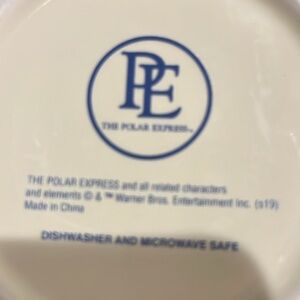 PE
THE POLAR EXPRESS™
THE POLAR EXPRESS and all related characters
and elements © & ™ Warner Bros. Entertainment Inc. (s19)
Made in China
DISHWASHER AND MICROWAVE SAFE